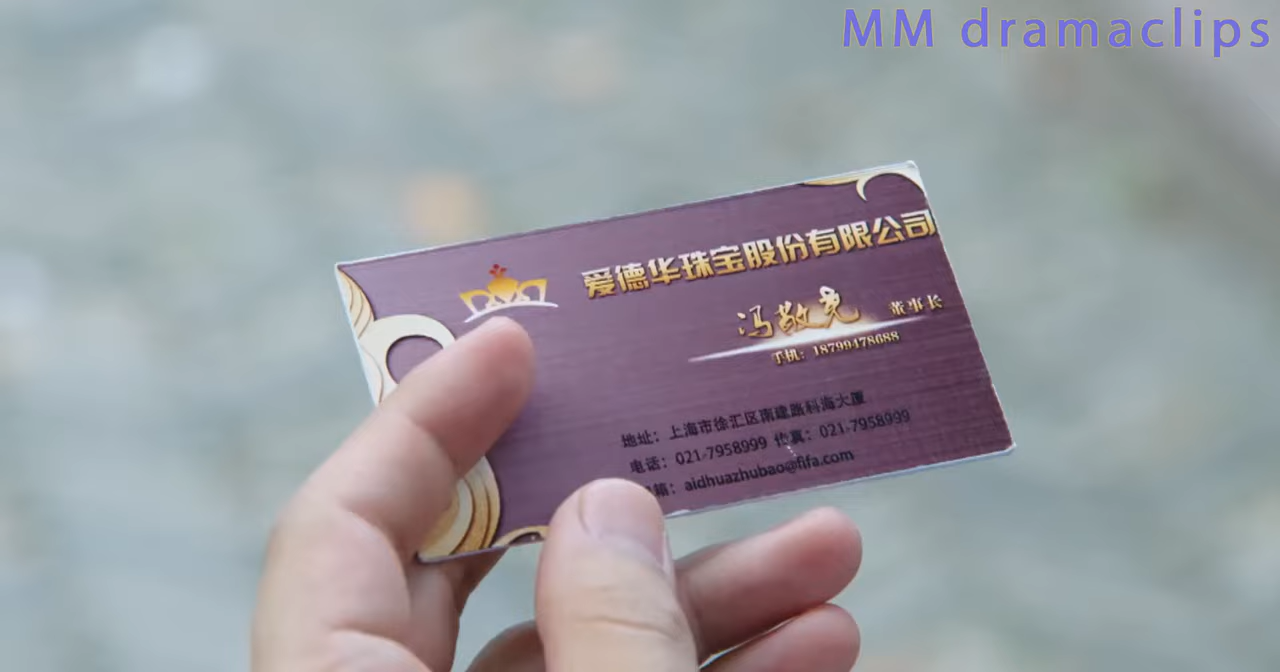 MM dramaclips
爱德华珠宝股份有限公司
冯敬尧 董事长
手机：18799478688
地址：上海市徐汇区南建路科海大厦
电话：021-7958999 传真：021-7958999
箱：aidhuazhubao@fifa.com